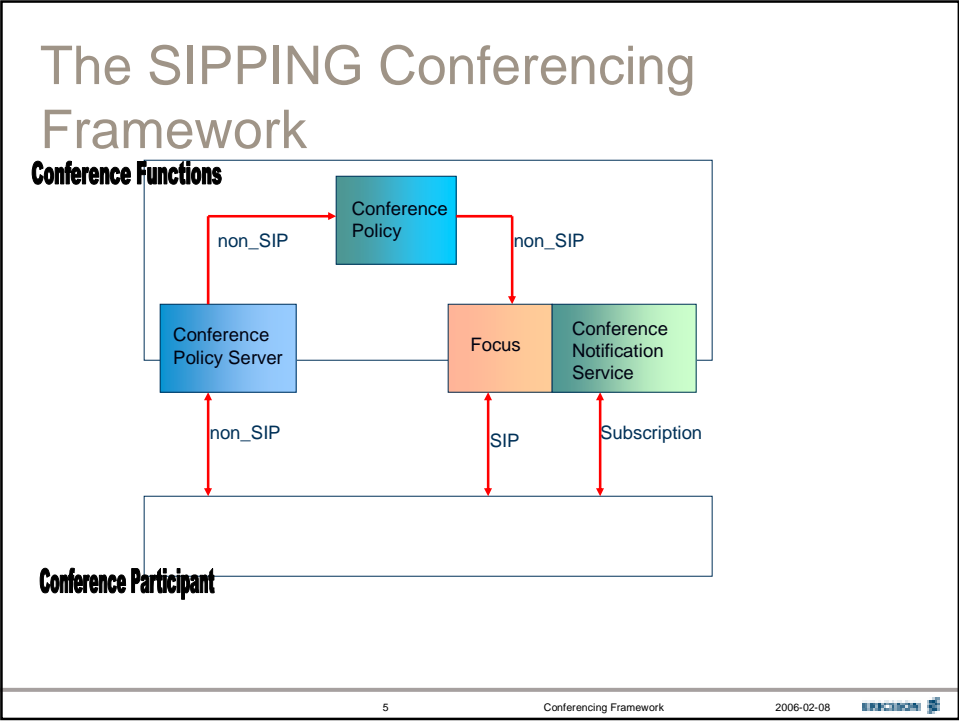 The SIPPING Conferencing
Framework
Conference Functions
Conference
Policy
non_SIP
non_SIP
Conference
Policy Server
Focus
Conference
Notification
Service
non_SIP
SIP
Subscription
Conference Participant
5
Conferencing Framework
2006-02-08
ERICSSON